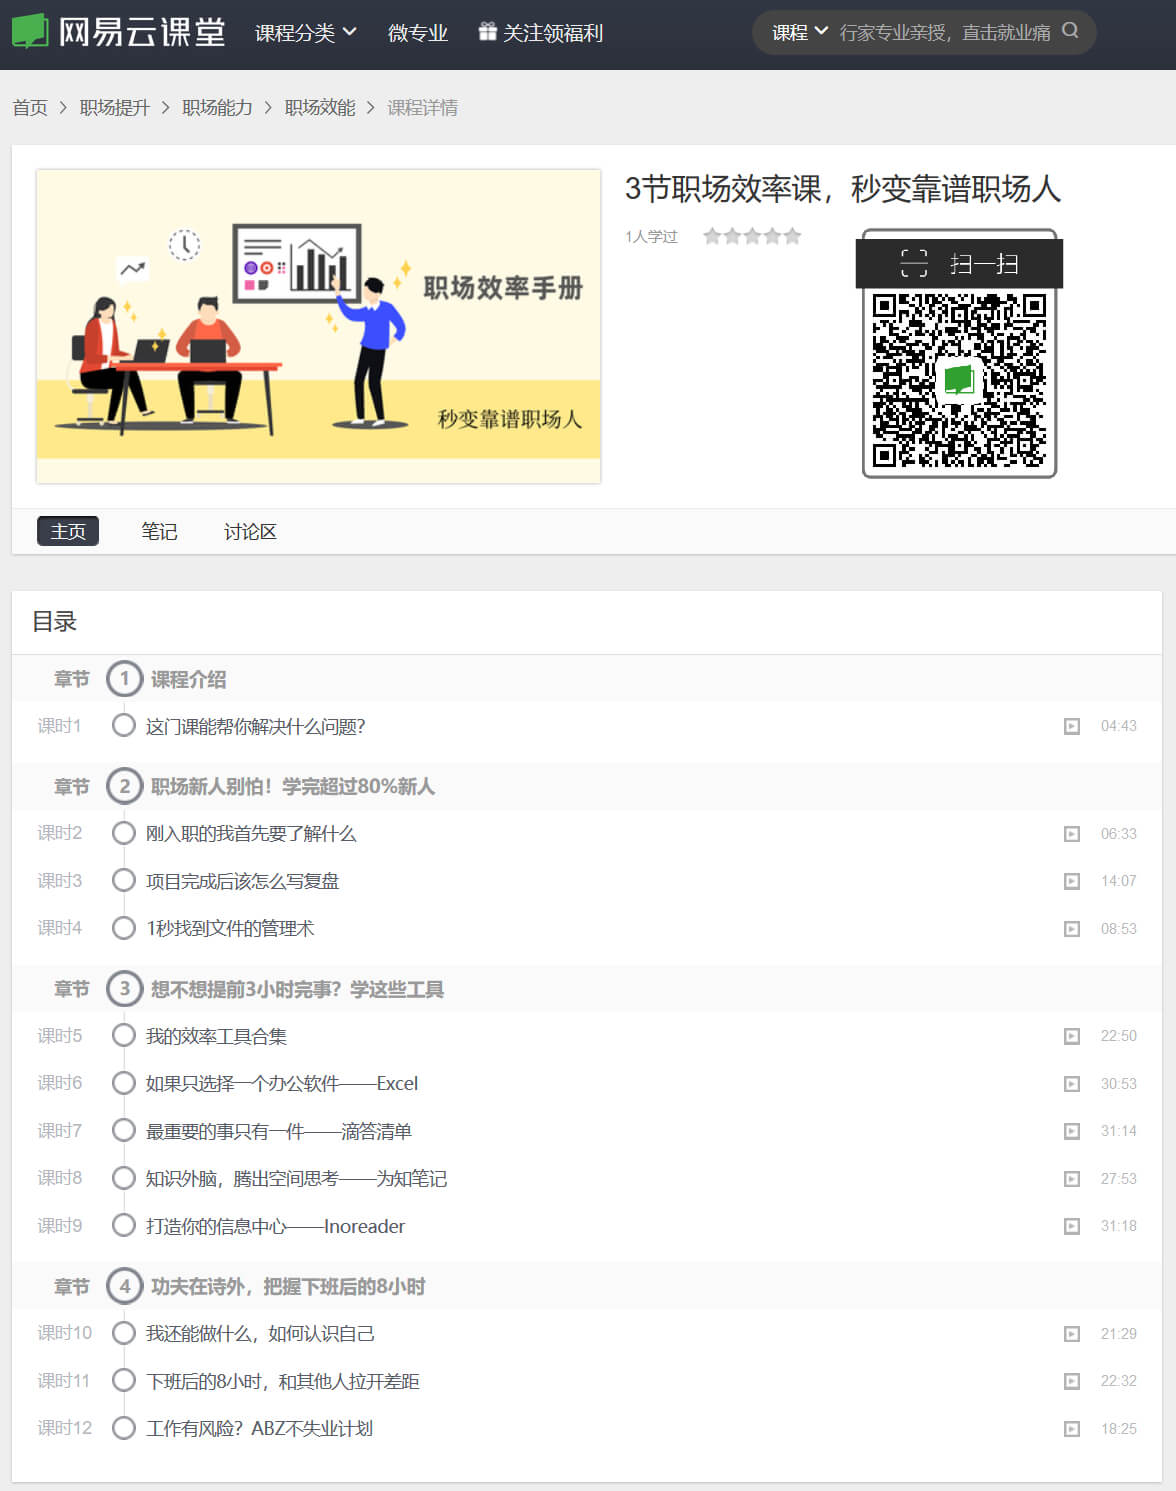 网易云课堂 课程分类 微专业 关注领福利 课程 行家专业亲授，直击就业痛
首页 > 职场提升 > 职场能力 > 职场效能 > 课程详情
3节职场效率课，秒变靠谱职场人
1人学过
扫一扫
职场效率手册
秒变靠谱职场人
主页 笔记 讨论区
目录
章节 1 课程介绍
课时1 这门课能帮你解决什么问题？ 04:43
章节 2 职场新人别怕！学完超过80%新人
课时2 刚入职的我首先要了解什么 06:33
课时3 项目完成后该怎么写复盘 14:07
课时4 1秒找到文件的管理术 08:53
章节 3 想不想提前3小时完事？学这些工具
课时5 我的效率工具合集 22:50
课时6 如果只选择一个办公软件——Excel 30:53
课时7 最重要的事只有一件——滴答清单 31:14
课时8 知识外脑，腾出空间思考——为知笔记 27:53
课时9 打造你的信息中心——Inoreader 31:18
章节 4 功夫在诗外，把握下班后的8小时
课时10 我还能做什么，如何认识自己 21:29
课时11 下班后的8小时，和其他人拉开差距 22:32
课时12 工作有风险？ABZ不失业计划 18:25